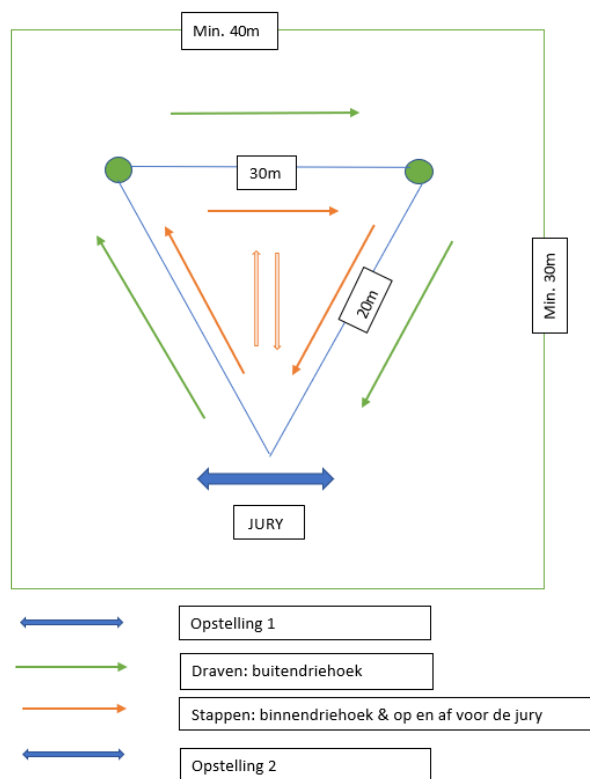 Min. 40m
30m
20m
Min. 30m
JURY
Opstelling 1
Draven: buitendriehoek
Stappen: binnendriehoek & op en af voor de jury
Opstelling 2